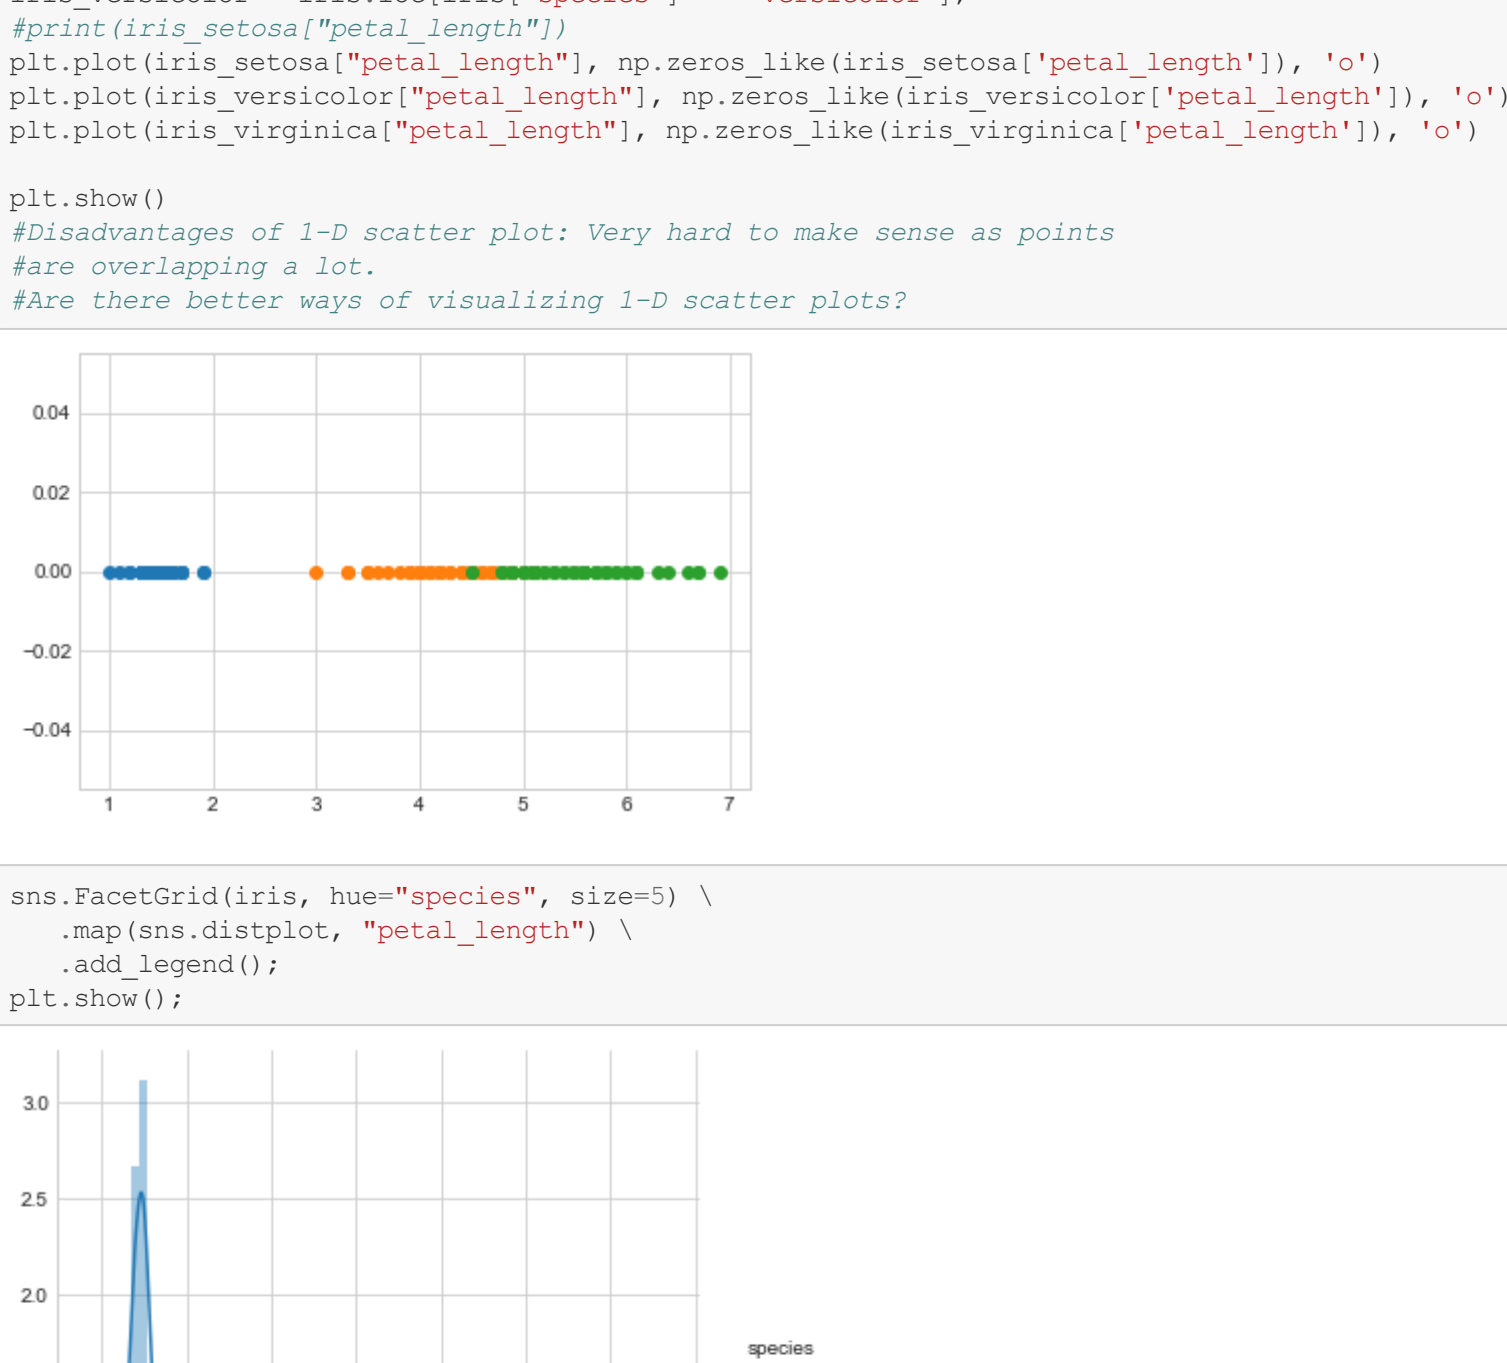 #print(iris_setosa["petal_length"])
plt.plot(iris_setosa["petal_length"], np.zeros_like(iris_setosa['petal_length']), 'o')
plt.plot(iris_versicolor["petal_length"], np.zeros_like(iris_versicolor['petal_length']), 'o')
plt.plot(iris_virginica["petal_length"], np.zeros_like(iris_virginica['petal_length']), 'o')
plt.show()
#Disadvantages of 1-D scatter plot: Very hard to make sense as points
#are overlapping a lot.
#Are there better ways of visualizing 1-D scatter plots?
0.04
0.02
0.00
−0.02
−0.04
1 2 3 4 5 6 7
sns.FacetGrid(iris, hue="species", size=5) \
.map(sns.distplot, "petal_length") \
.add_legend();
plt.show();
3.0
2.5
2.0
species